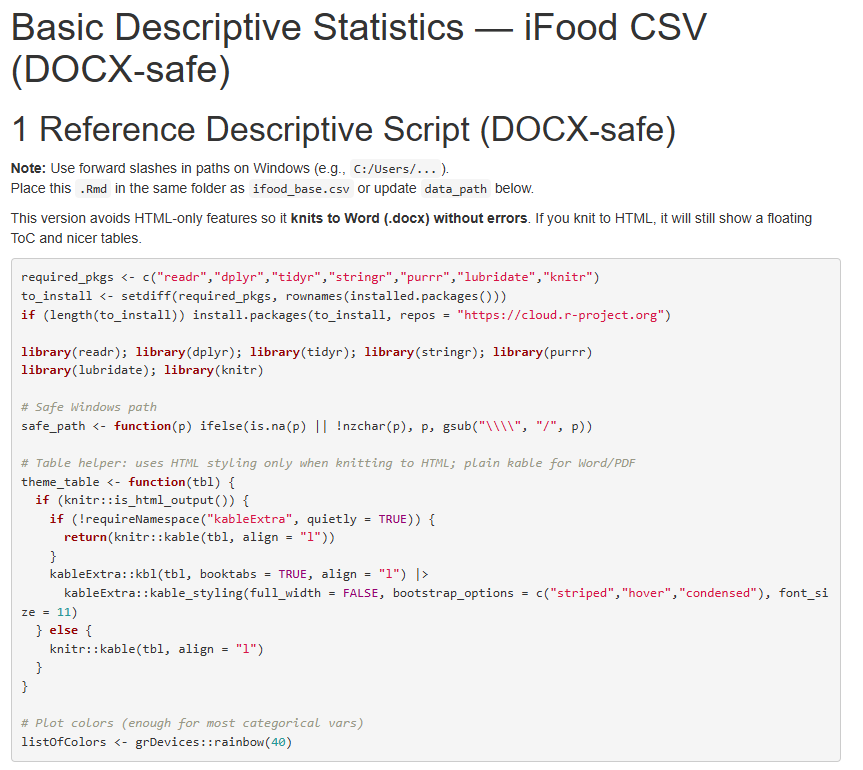 Basic Descriptive Statistics — iFood CSV
(DOCX-safe)
1 Reference Descriptive Script (DOCX-safe)
Note: Use forward slashes in paths on Windows (e.g., C:/Users/... ).
Place this .Rmd in the same folder as ifood_base.csv or update data_path below.
This version avoids HTML-only features so it knits to Word (.docx) without errors. If you knit to HTML, it will still show a floating
ToC and nicer tables.
required_pkgs <- c("readr","dplyr","tidyr","stringr","purrr","lubridate","knitr")
to_install <- setdiff(required_pkgs, rownames(installed.packages()))
if (length(to_install)) install.packages(to_install, repos = "https://cloud.r-project.org")
library(readr); library(dplyr); library(tidyr); library(stringr); library(purrr)
library(lubridate); library(knitr)
# Safe Windows path
safe_path <- function(p) ifelse(is.na(p) || !nzchar(p), p, gsub("\\\\", "/", p))
# Table helper: uses HTML styling only when knitting to HTML; plain kable for Word/PDF
theme_table <- function(tbl) {
  if (knitr::is_html_output()) {
    if (!requireNamespace("kableExtra", quietly = TRUE)) {
      return(knitr::kable(tbl, align = "l"))
    }
    kableExtra::kbl(tbl, booktabs = TRUE, align = "l") |>
      kableExtra::kable_styling(full_width = FALSE, bootstrap_options = c("striped","hover","condensed"), font_si
ze = 11)
  } else {
    knitr::kable(tbl, align = "l")
  }
}
# Plot colors (enough for most categorical vars)
listOfColors <- grDevices::rainbow(40)